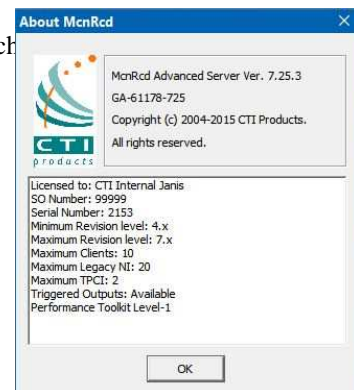 About McnRcd
ch
McnRcd Advanced Server Ver. 7.25.3
GA-61178-725
Copyright (c) 2004-2015 CTI Products.
All rights reserved.
CTI
products
Licensed to: CTI Internal Janis
SO Number: 99999
Serial Number: 2153
Minimum Revision level: 4.x
Maximum Revision level: 7.x
Maximum Clients: 10
Maximum Legacy NI: 20
Maximum TPCI: 2
Triggered Outputs: Available
Performance Toolkit Level-1
OK